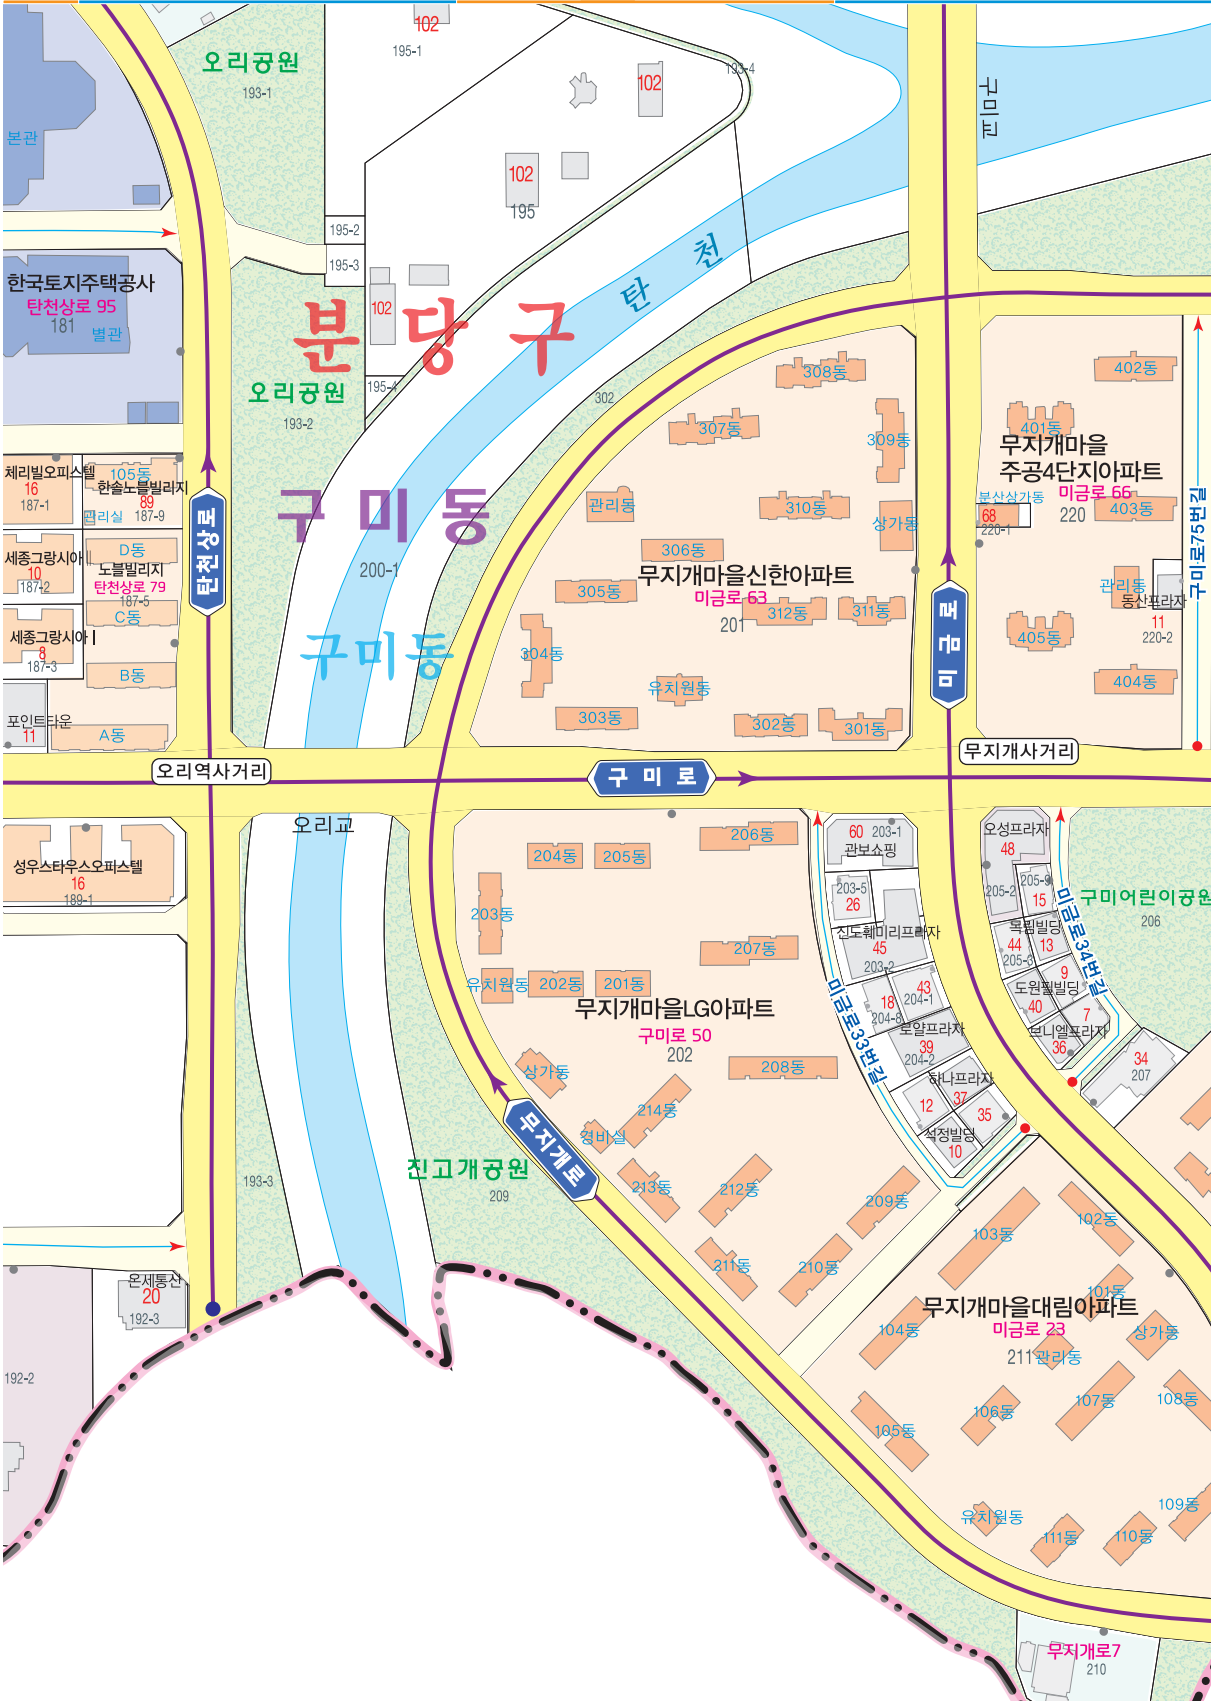 102
195-1
오리공원
193-1
193-4
102
구미교
본관
102
195
195-2
195-3
탄천
한국토지주택공사
탄천상로 95
181
별관
102
분당구
195-4
오리공원
193-2
302
308동
402동
307동
309동
401동
무지개마을
주공4단지아파트
미금로 66
220
403동
체리빌오피스텔
16
187-1
105동
한솔노블빌리지
89
187-9
관리실
구미동
관리동
310동
상가동
분산상가동
68
220-1
구미로75번길
탄천상로
세종그랑시아 II
10
187-2
D동
노블빌리지
탄천상로 79
187-5
C동
200-1
306동
무지개마을신한아파트
미금로 63
201
305동
312동
311동
관리동
동산프라자
11
220-2
미금로
세종그랑시아 I
8
187-3
구미동
304동
405동
B동
유치원동
404동
포인트타운
11
A동
303동
302동
301동
오리역사거리
구미로
무지개사거리
오리교
성우스타우스오피스텔
16
189-1
204동
205동
206동
60
203-1
관보쇼핑
오성프라자
48
205-2
205-9
15
203-5
26
구미어린이공원
206
203동
207동
진도훼미리프라자
45
203-2
목림빌딩
44
205-3
13
미금로34번길
유치원동
202동
201동
무지개마을LG아파트
구미로 50
202
미금로33번길
18
204-8
43
204-1
9
도원필빌딩
40
7
보니엘프라자
36
로얄프라자
39
204-2
34
207
상가동
208동
하나프라자
37
12
35
석정빌딩
10
214동
경비실
무지개로
진고개공원
209
193-3
213동
212동
209동
211동
210동
103동
102동
101동
온세통신
20
192-3
무지개마을대림아파트
미금로 23
211
관리동
104동
상가동
192-2
106동
107동
108동
105동
유치원동
109동
111동
110동
무지개로7
210